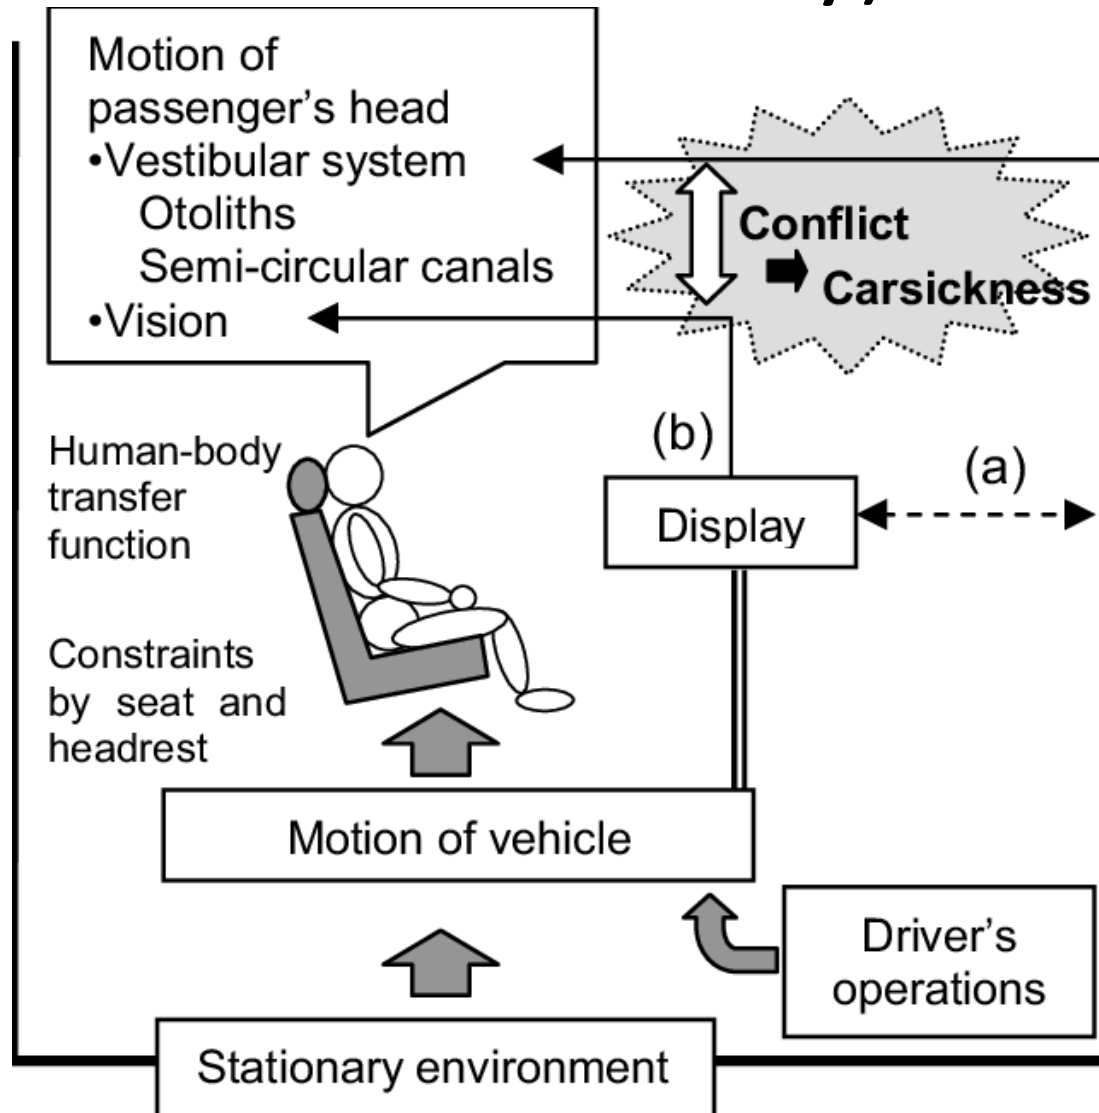 Motion of
passenger's head
•Vestibular system
Otoliths
Semi-circular canals
•Vision
Conflict
Carsickness
(b)
(a)
Human-body
transfer
function
Display
Constraints
by seat and
headrest
Motion of vehicle
Driver's
operations
Stationary environment